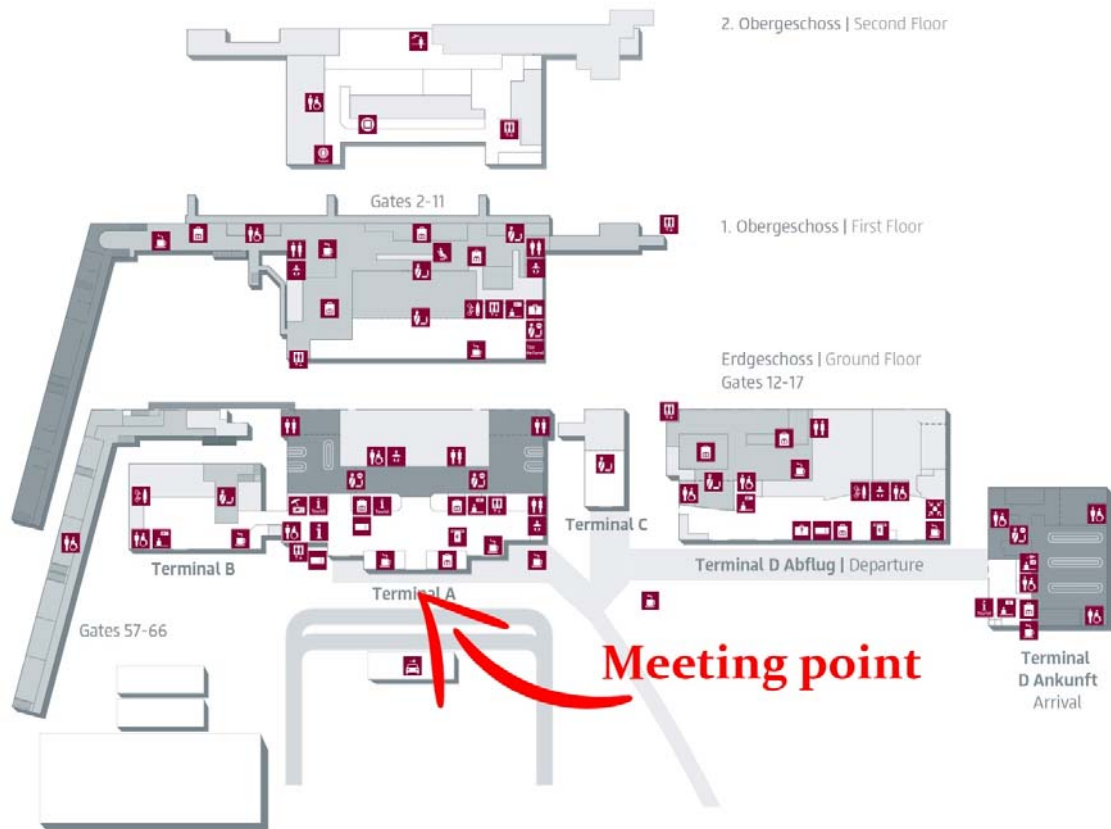 2. Obergeschoss | Second Floor
Gates 2-11
1. Obergeschoss | First Floor
Erdgeschoss | Ground Floor
Gates 12-17
Terminal C
Terminal B
Terminal D Abflug | Departure
Terminal A
Gates 57-66
Meeting point
Terminal
D Ankunft
Arrival